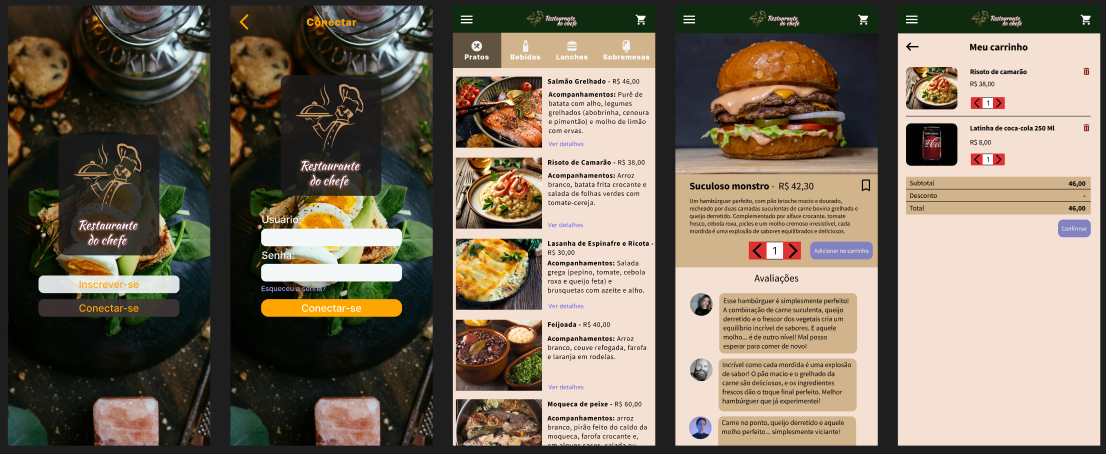 Restaurante
do chefe
Inscrever-se
Conectar-se
Conectar
Restaurante
do chefe
Usuário:
Senha:
Esqueceu a senha?
Conectar-se
Restaurante
do chefe
Pratos
Bebidas
Lanches
Sobremesas
Salmão Grelhado - R$ 46,00
Acompanhamentos: Purê de
batata com alho, legumes
grelhados (abobrinha, cenoura
e pimentão) e molho de limão
com ervas.
Ver detalhes
Risoto de Camarão - R$ 38,00
Acompanhamentos: Arroz
branco, batata frita crocante e
salada de folhas verdes com
tomate-cereja.
Ver detalhes
Lasanha de Espinafre e Ricota -
R$ 30,00
Acompanhamentos: Salada
grega (pepino, tomate, cebola
roxa e queijo feta) e
brusquetas com azeite e alho.
Ver detalhes
Feijoada - R$ 40,00
Acompanhamentos: Arroz
branco, couve refogada, farofa
e laranja em rodelas.
Ver detalhes
Moqueca de peixe - R$ 60,00
Acompanhamentos: arroz
branco, pirão feito do caldo da
moqueca, farofa crocante e,
em alguns casos, salada ou
Restaurante
do chefe
Suculoso monstro - R$ 42,30
Um hambúrguer perfeito, com pão brioche macio e dourado,
recheado por duas camadas suculentas de carne bovina grelhada e
queijo derretido. Complementado por alface crocante, tomate
fresco, cebola roxa, picles e um molho cremoso irresistível, cada
mordida é uma explosão de sabores equilibrados e deliciosos.
1
Adicionar na carrinho
Avaliações
Esse hambúrguer é simplesmente perfeito!
A combinação de carne suculenta, queijo
derretido e o frescor dos vegetais cria um
equilíbrio incrível de sabores. E aquele
molho... é de outro nível! Mal posso
esperar para comer de novo!
Incrível como cada mordida é uma explosão
de sabor! O pão macio e o grelhado da
carne são deliciosos, e os ingredientes
frescos dão o toque final perfeito. Melhor
hambúrguer que já experimentei!
Carne no ponto, queijo derretido e aquele
molho perfeito... simplesmente viciante!
Restaurante
do chefe
Meu carrinho
Risoto de camarão
R$ 38,00
1
Latinha de coca-cola 250 Ml
R$ 8,00
1
Subtotal 46,00
Desconto -
Total 46,00
Confirmar